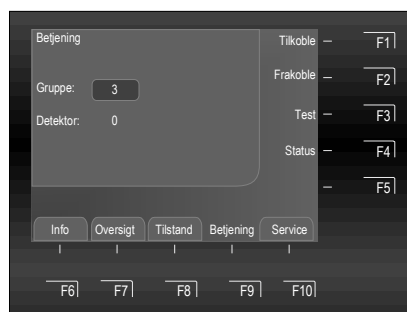 Betjening
Tilkoble – F1
Frakoble – F2
Gruppe: 3
Test – F3
Detektor: 0
Status – F4
– F5
Info Oversigt Tilstand Betjening Service
F6 F7 F8 F9 F10